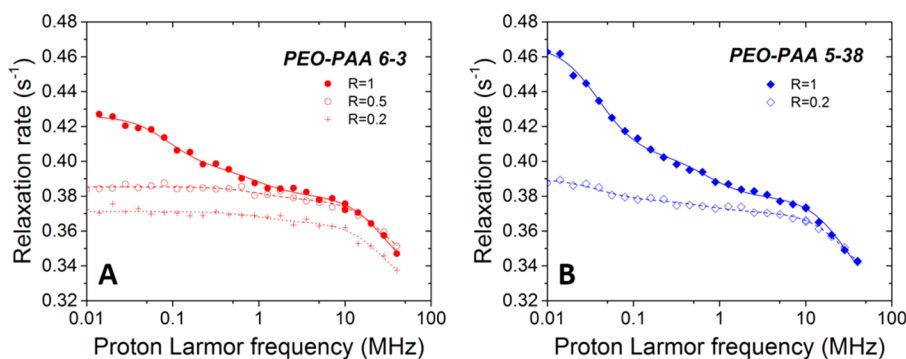 0.48
0.46
0.44
0.42
0.40
0.38
0.36
0.34
0.32
Relaxation rate (s⁻¹)
PEO-PAA 6-3
R=1
R=0.5
R=0.2
A
0.01 0.1 1 10 100
Proton Larmor frequency (MHz)
0.48
0.46
0.44
0.42
0.40
0.38
0.36
0.34
0.32
Relaxation rate (s⁻¹)
PEO-PAA 5-38
R=1
R=0.2
B
0.01 0.1 1 10 100
Proton Larmor frequency (MHz)